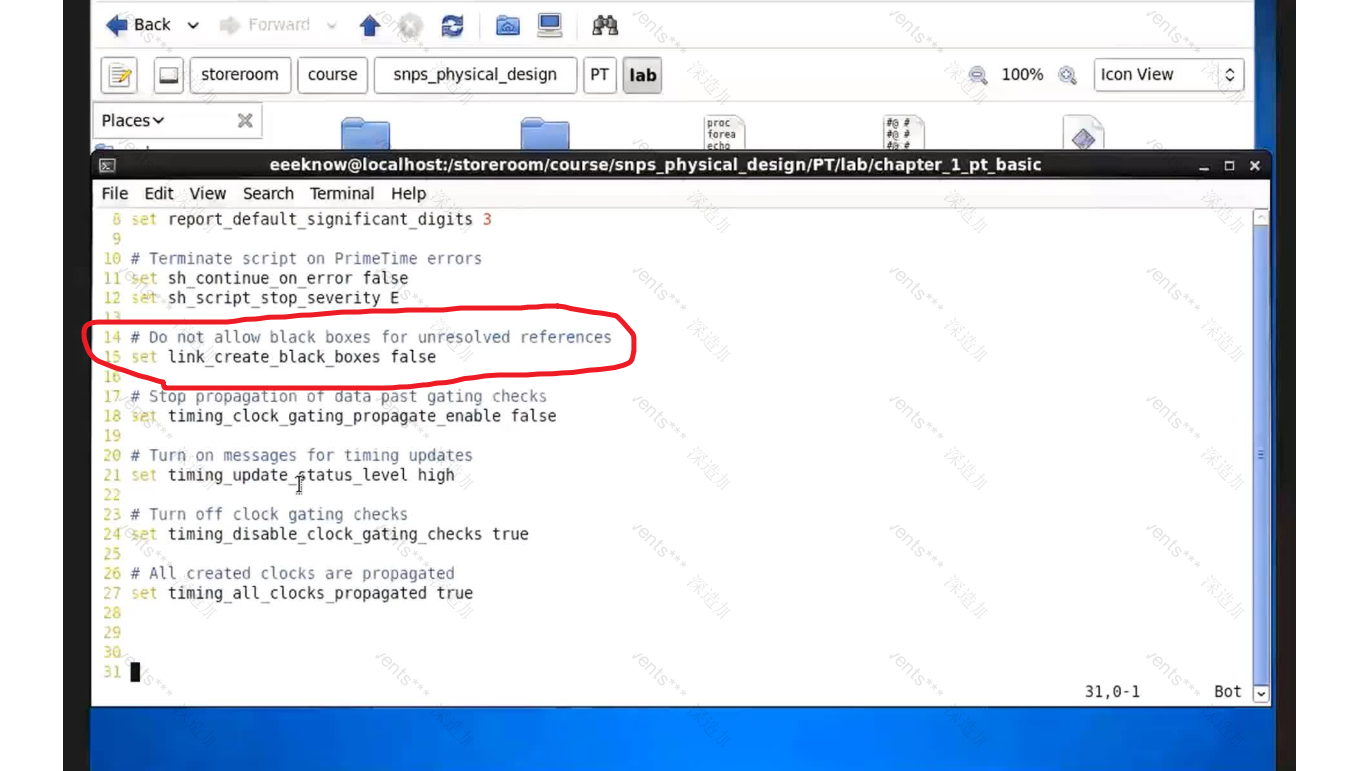 Back Forward
storeroom course snps_physical_design PT lab 100% Icon View
Places
proc
forea
echo
#@ #
#@ #
#@ #
eeeknow@localhost:/storeroom/course/snps_physical_design/PT/lab/chapter_1_pt_basic
File Edit View Search Terminal Help
8 set report_default_significant_digits 3
9
10 # Terminate script on PrimeTime errors
11 set sh_continue_on_error false
12 set sh_script_stop_severity E
13
14 # Do not allow black boxes for unresolved references
15 set link_create_black_boxes false
16
17 # Stop propagation of data past gating checks
18 set timing_clock_gating_propagate_enable false
19
20 # Turn on messages for timing updates
21 set timing_update_status_level high
22
23 # Turn off clock gating checks
24 set timing_disable_clock_gating_checks true
25
26 # All created clocks are propagated
27 set timing_all_clocks_propagated true
28
29
30
31
31,0-1 Bot